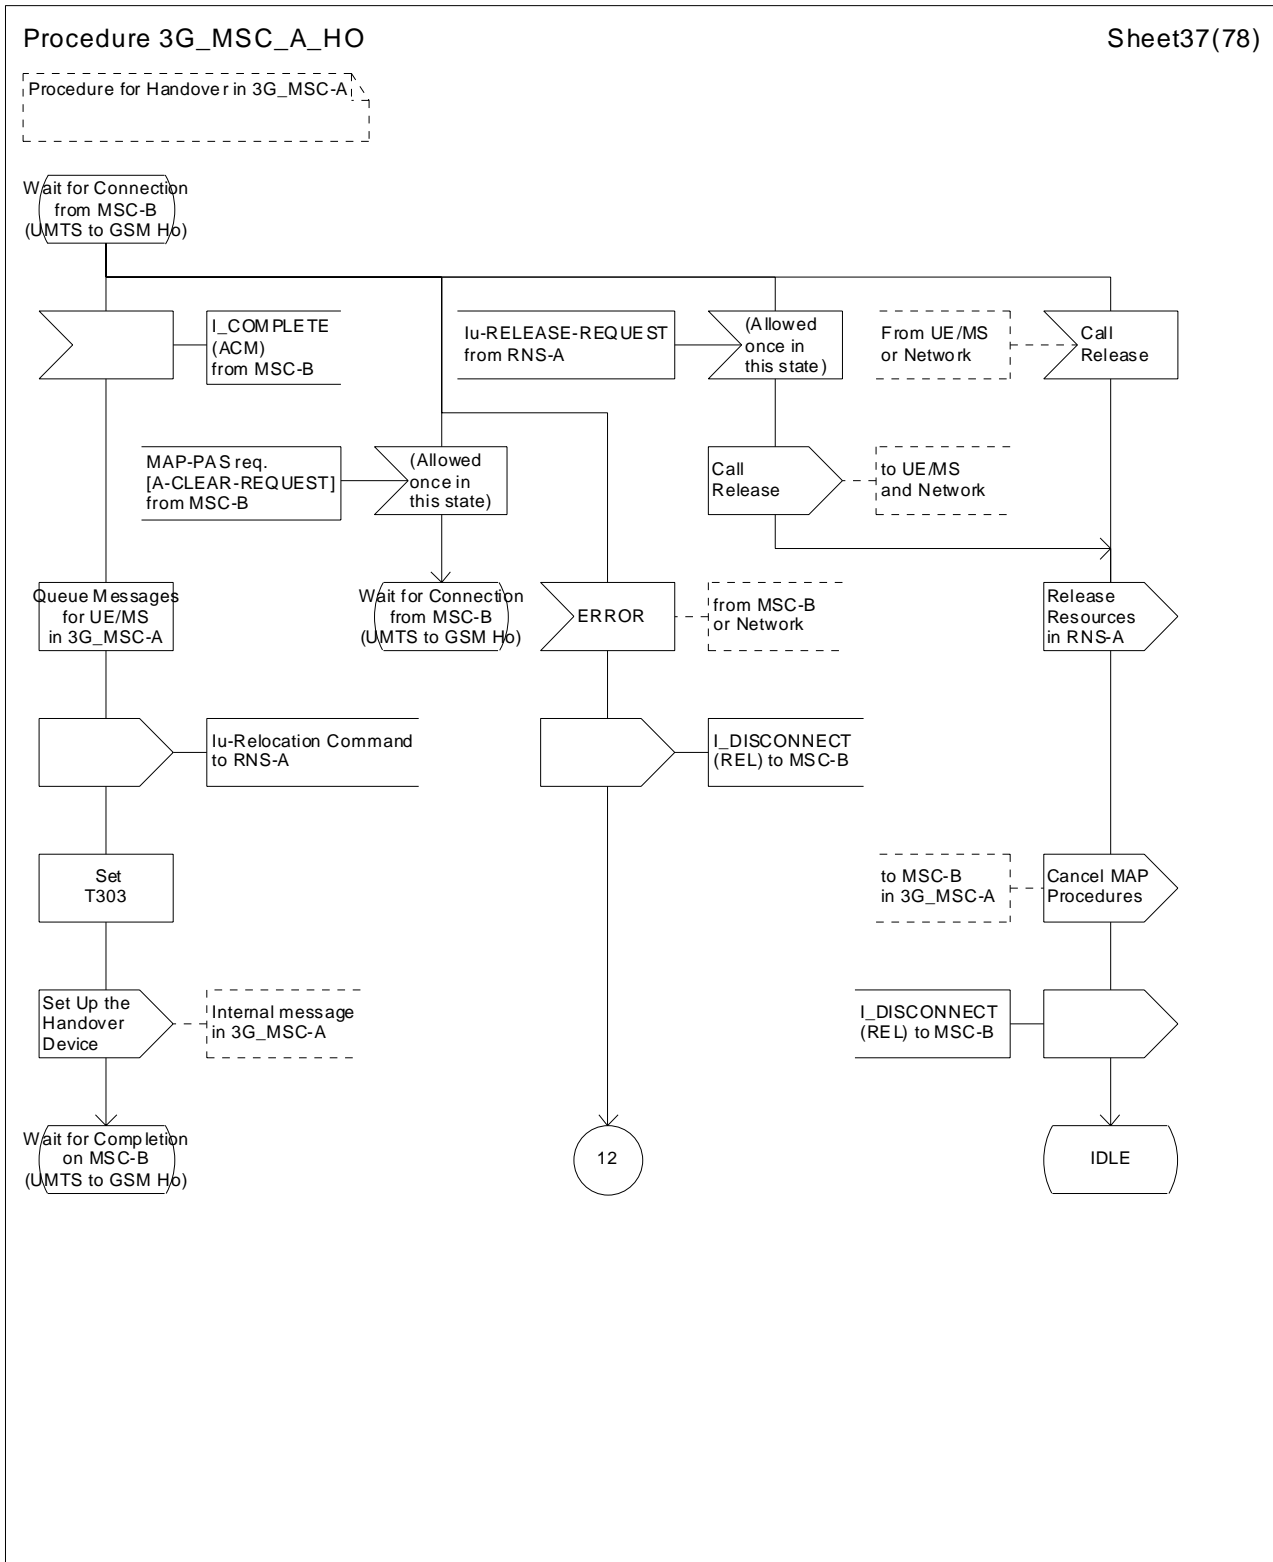 Procedure 3G_MSC_A_HO
Sheet37(78)
Procedure for Handover in 3G_MSC-A
Wait for Connection
from MSC-B
(UMTS to GSM Ho)
I_COMPLETE
(ACM)
from MSC-B
Iu-RELEASE-REQUEST
from RNS-A
(Allowed
once in
this state)
From UE/MS
or Network
Call
Release
MAP-PAS req.
[A-CLEAR-REQUEST]
from MSC-B
(Allowed
once in
this state)
Call
Release
to UE/MS
and Network
Queue Messages
for UE/MS
in 3G_MSC-A
Wait for Connection
from MSC-B
(UMTS to GSM Ho)
ERROR
from MSC-B
or Network
Release
Resources
in RNS-A
Iu-Relocation Command
to RNS-A
I_DISCONNECT
(REL) to MSC-B
Set
T303
to MSC-B
in 3G_MSC-A
Cancel MAP
Procedures
Set Up the
Handover
Device
Internal message
in 3G_MSC-A
I_DISCONNECT
(REL) to MSC-B
Wait for Completion
on MSC-B
(UMTS to GSM Ho)
12
IDLE